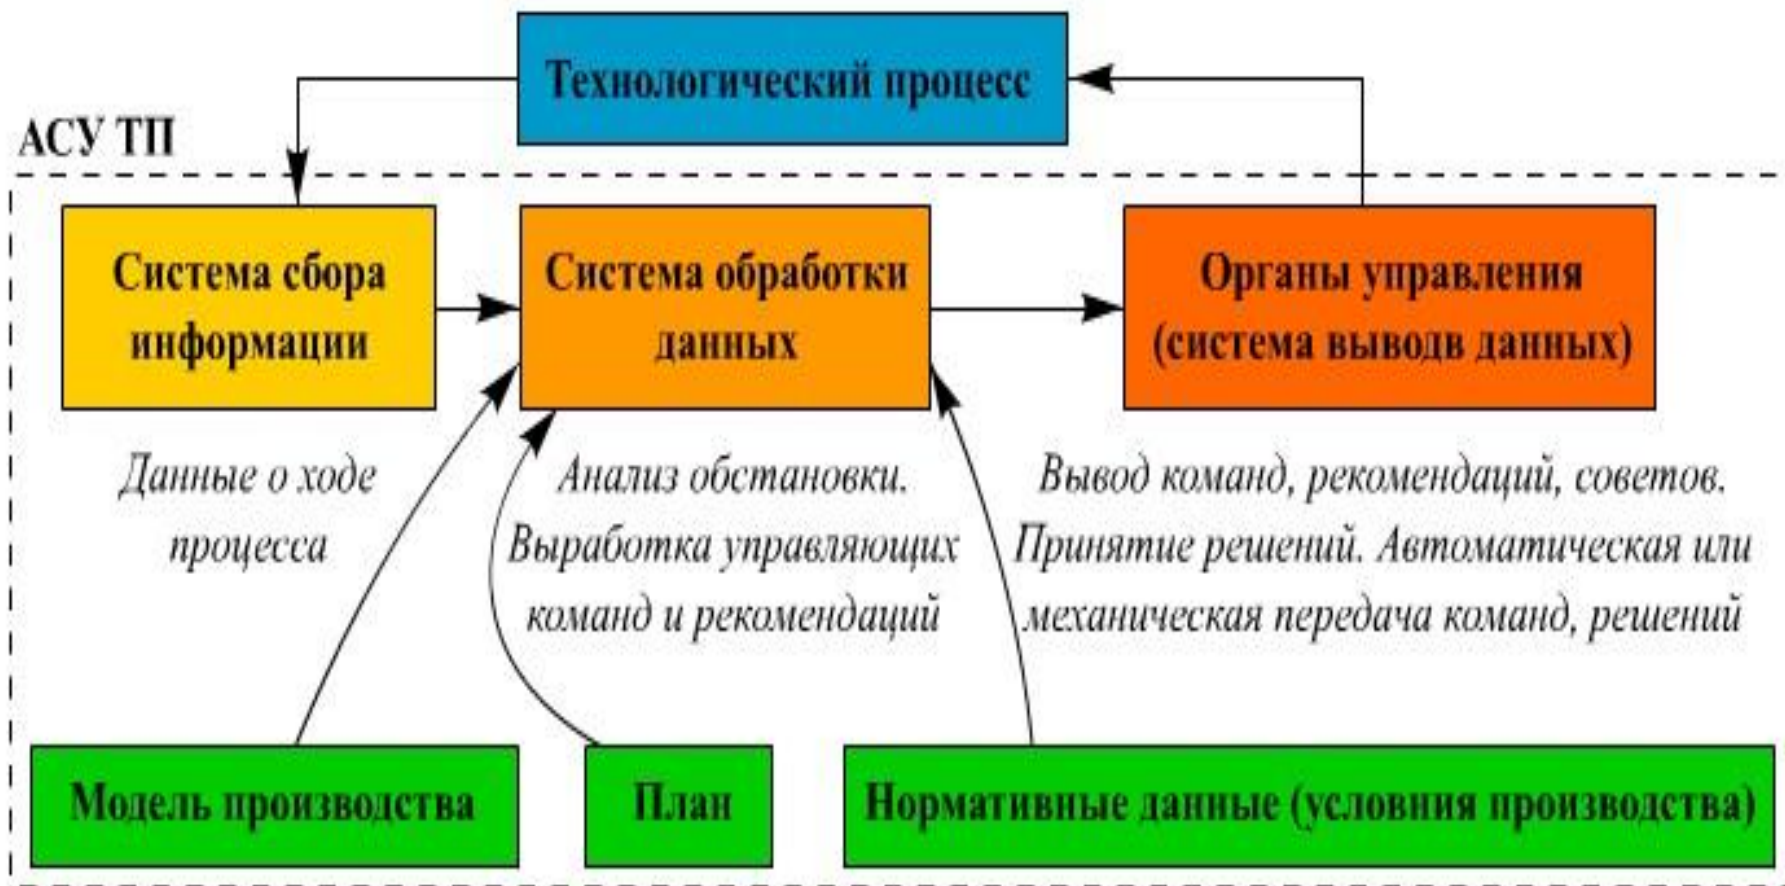 Технологический процесс
АСУ ТП
Система сбора
информации
Система обработки
данных
Органы управления
(система выводв данных)
Данные о ходе
процесса
Анализ обстановки.
Выработка управляющих
команд и рекомендаций
Вывод команд, рекомендаций, советов.
Принятие решений. Автоматическая или
механическая передача команд, решений
Модель производства
План
Нормативные данные (условния производства)